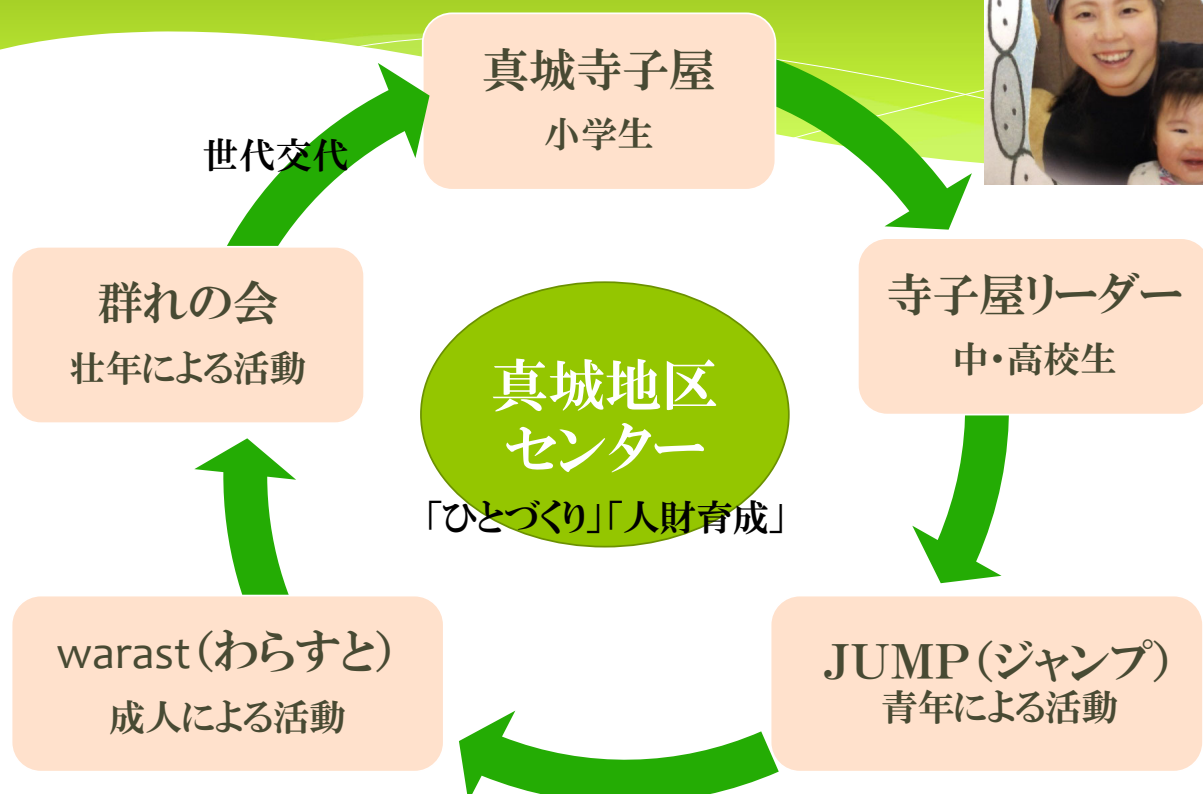 真城寺子屋
小学生
世代交代
寺子屋リーダー
中・高校生
JUMP(ジャンプ)
青年による活動
warast(わらすと)
成人による活動
群れの会
壮年による活動
真城地区
センター
「ひとづくり」「人財育成」